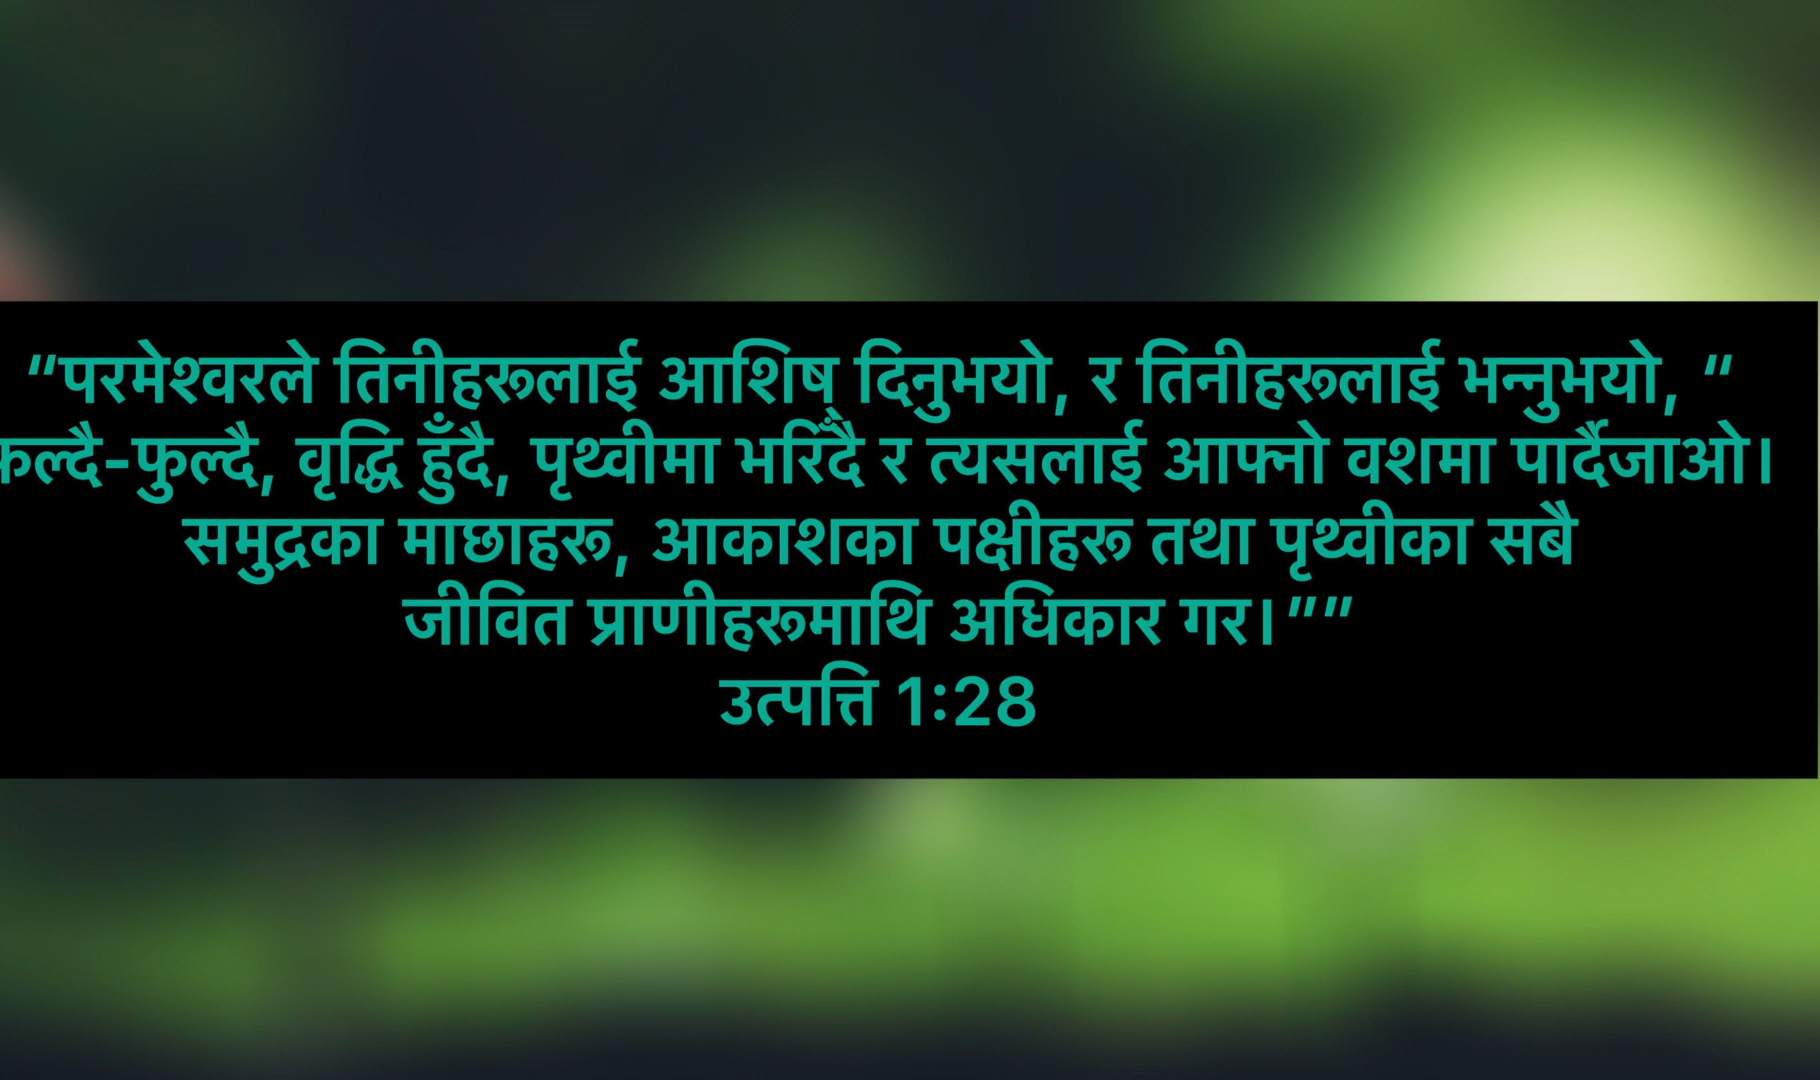 “परमेश्वरले तिनीहरूलाई आशिष दिनुभयो, र तिनीहरूलाई भन्नुभयो, “
फल्दै-फुल्दै, वृद्धि हुँदै, पृथ्वीमा भरिँदै र त्यसलाई आफ्नो वशमा पार्दैजाओ।
समुद्रका माछाहरू, आकाशका पक्षीहरू तथा पृथ्वीका सबै
जीवित प्राणीहरूमाथि अधिकार गर।””
उत्पत्ति 1:28